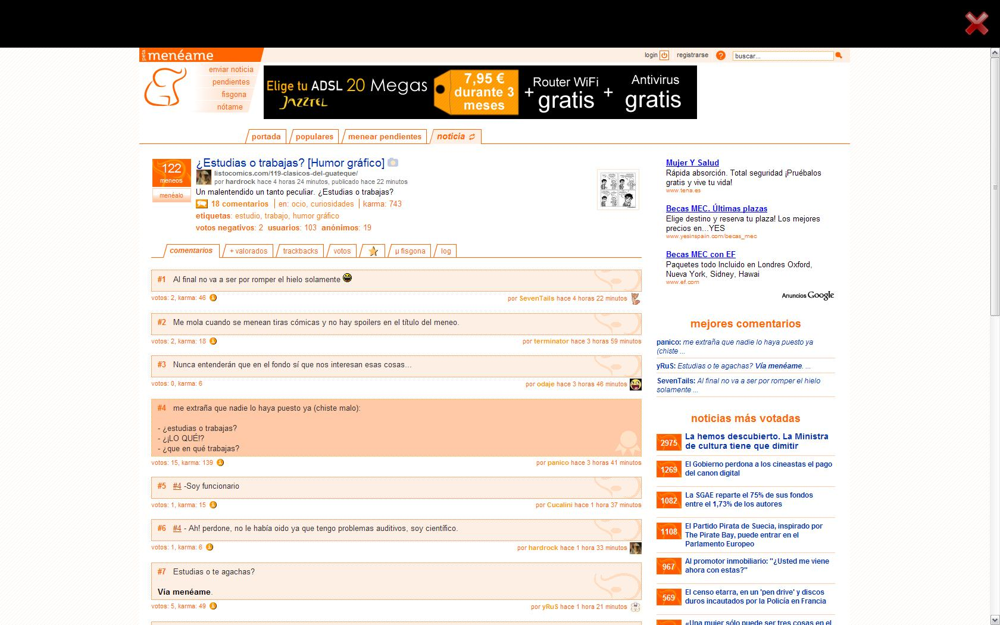 beta menéame
login
registrarse
?
buscar...
enviar noticia
pendientes
fisgona
nótame
Elige tu ADSL 20 Megas
Jazztel
7,95 €
durante 3
meses
+ Router WiFi
gratis
+ Antivirus
gratis
portada
populares
menear pendientes
noticia
122
meneos
menéalo
¿Estudias o trabajas? [Humor gráfico]
listocomics.com/119-clasicos-del-guateque/
por hardrock hace 4 horas 24 minutos, publicado hace 22 minutos
Un malentendido un tanto peculiar. ¿Estudias o trabajas?
18 comentarios | en: ocio, curiosidades | karma: 743
etiquetas: estudio, trabajo, humor gráfico
votos negativos: 2 usuarios: 103 anónimos: 19
comentarios
+ valorados
trackbacks
votos
µ fisgona
log
#1 Al final no va a ser por romper el hielo solamente
votos: 2, karma: 46
por SevenTails hace 4 horas 22 minutos
#2 Me mola cuando se menean tiras cómicas y no hay spoilers en el título del meneo.
votos: 2, karma: 18
por terminator hace 3 horas 59 minutos
#3 Nunca entenderán que en el fondo sí que nos interesan esas cosas...
votos: 0, karma: 6
por odaje hace 3 horas 46 minutos
#4 me extraña que nadie lo haya puesto ya (chiste malo):
- ¿estudias o trabajas?
- ¿¡LO QUÉ!?
- ¿que en qué trabajas?
votos: 15, karma: 139
por panico hace 3 horas 41 minutos
#5 #4 -Soy funcionario
votos: 1, karma: 15
por Cucalini hace 1 hora 37 minutos
#6 #4 - Ah! perdone, no le había oido ya que tengo problemas auditivos, soy científico.
votos: 1, karma: 6
por hardrock hace 1 hora 33 minutos
#7 Estudias o te agachas?
Vía menéame.
votos: 5, karma: 49
por yRuS hace 1 hora 21 minutos
Mujer Y Salud
Rápida absorción. Total seguridad ¡Pruébalos
gratis y vive tu vida!
www.tena.es
Becas MEC. Últimas plazas
Elige destino y reserva tu plaza! Los mejores
precios en...YES
www.yesinspain.com/becas_mec
Becas MEC con EF
Paquetes todo Incluido en Londres Oxford,
Nueva York, Sidney, Hawai
www.ef.com
Anuncios Google
mejores comentarios
panico: me extraña que nadie lo haya puesto ya
(chiste ...
yRuS: Estudias o te agachas? Vía menéame. ...
SevenTails: Al final no va a ser por romper el hielo
solamente ...
noticias más votadas
2975 La hemos descubierto. La Ministra
de cultura tiene que dimitir
1269 El Gobierno perdona a los cineastas el pago
del canon digital
1082 La SGAE reparte el 75% de sus fondos
entre el 1,73% de los autores
1108 El Partido Pirata de Suecia, inspirado por
The Pirate Bay, puede entrar en el
Parlamento Europeo
967 Al promotor inmobiliario: "¿Usted me viene
ahora con estas?"
569 El censo etarra, en un 'pen drive' y discos
duros incautados por la Policía en Francia
«Una mujer sólo puede ser tres cosas en el